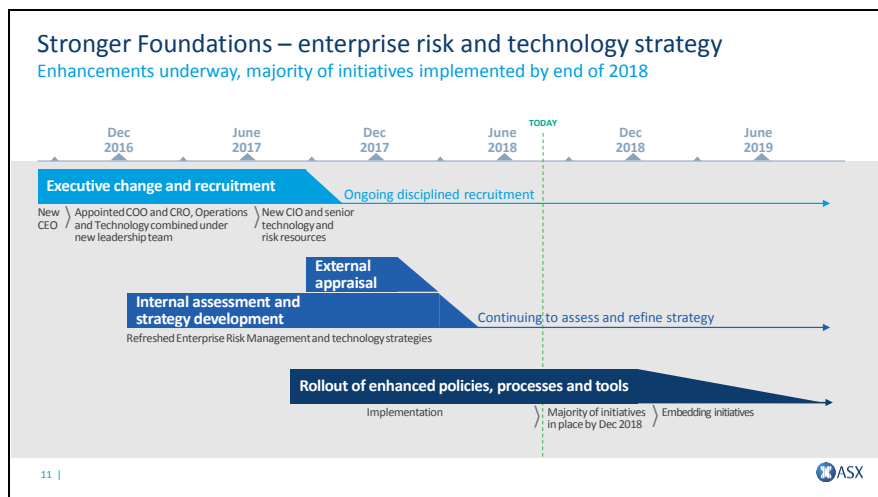 Stronger Foundations – enterprise risk and technology strategy
Enhancements underway, majority of initiatives implemented by end of 2018
TODAY
Dec
2016
June
2017
Dec
2017
June
2018
Dec
2018
June
2019
Executive change and recruitment
Ongoing disciplined recruitment
New
CEO
Appointed COO and CRO, Operations
and Technology combined under
new leadership team
New CIO and senior
technology and
risk resources
External
appraisal
Internal assessment and
strategy development
Continuing to assess and refine strategy
Refreshed Enterprise Risk Management and technology strategies
Rollout of enhanced policies, processes and tools
Implementation
Majority of initiatives
in place by Dec 2018
Embedding initiatives
11 |
ASX